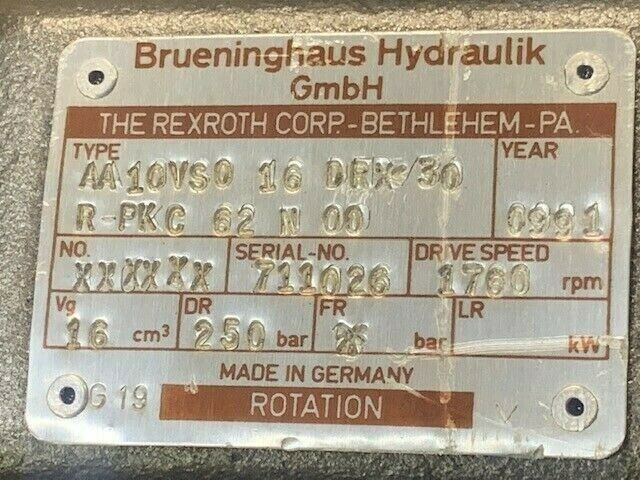 Brueninghaus Hydraulik
GmbH
THE REXROTH CORP.-BETHLEHEM-PA.
TYPE YEAR
AA10VSO 16 DRX/30
R-PKC 62 N 00 0991
NO. SERIAL-NO. DRIVE SPEED
XXXXXX 711026 1760 rpm
Vg DR FR LR
16 cm³ 250 bar X bar kW
MADE IN GERMANY
G 19 ROTATION V